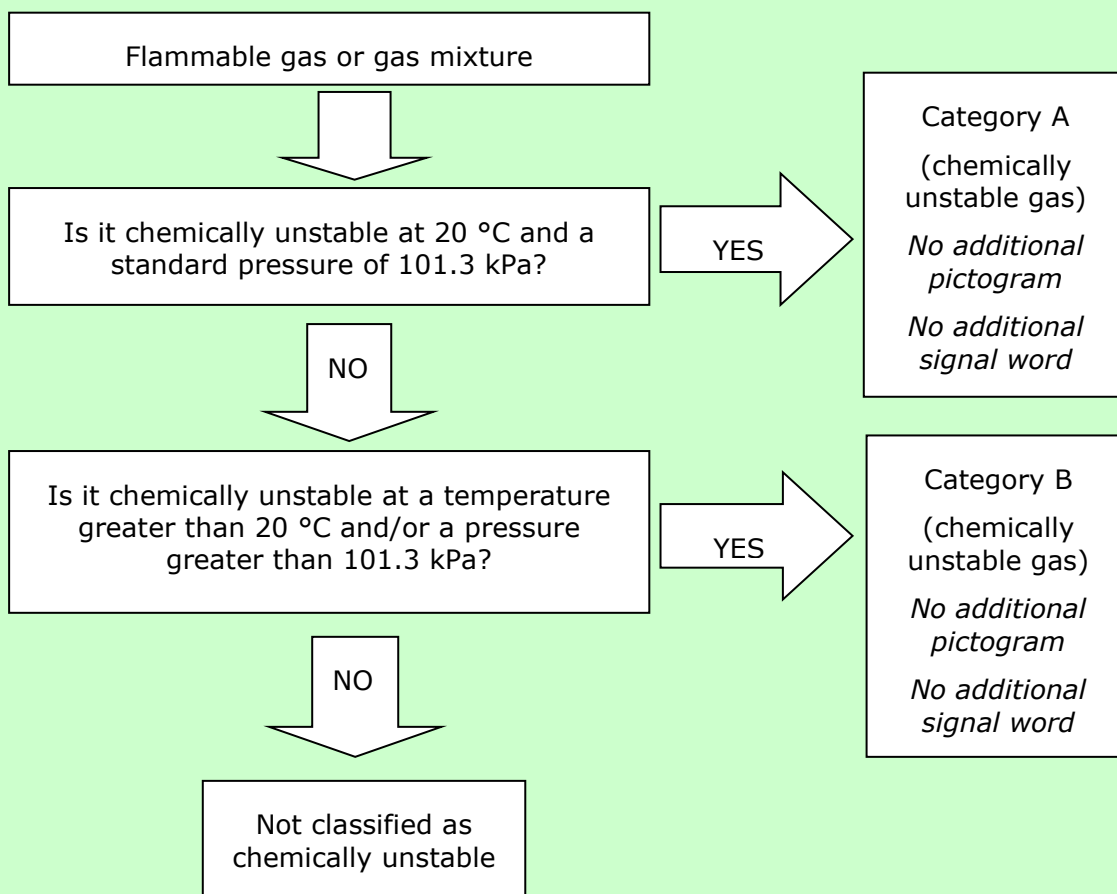 Flammable gas or gas mixture
Is it chemically unstable at 20 °C and a
standard pressure of 101.3 kPa?
YES
Category A
(chemically
unstable gas)
No additional
pictogram
No additional
signal word
NO
Is it chemically unstable at a temperature
greater than 20 °C and/or a pressure
greater than 101.3 kPa?
YES
Category B
(chemically
unstable gas)
No additional
pictogram
No additional
signal word
NO
Not classified as
chemically unstable